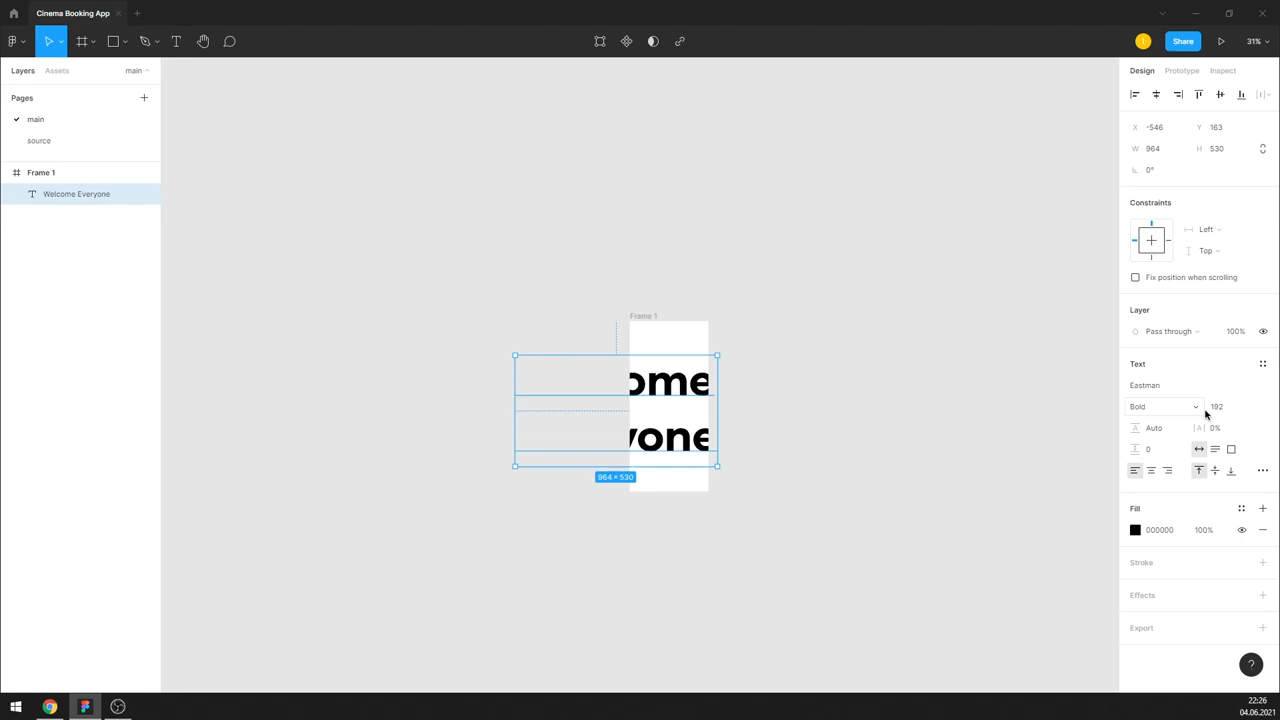 Cinema Booking App
31%
Share
I
Layers
Assets
main
Pages
main
source
Frame 1
Welcome Everyone
Frame 1
ome
yone
964 × 530
Design
Prototype
Inspect
X -546
Y 163
W 964
H 530
0°
Constraints
Left
Top
Fix position when scrolling
Layer
Pass through
100%
Text
Eastman
Bold
192
Auto
0%
0
Fill
000000
100%
Stroke
Effects
Export
?
22:26
04.06.2021